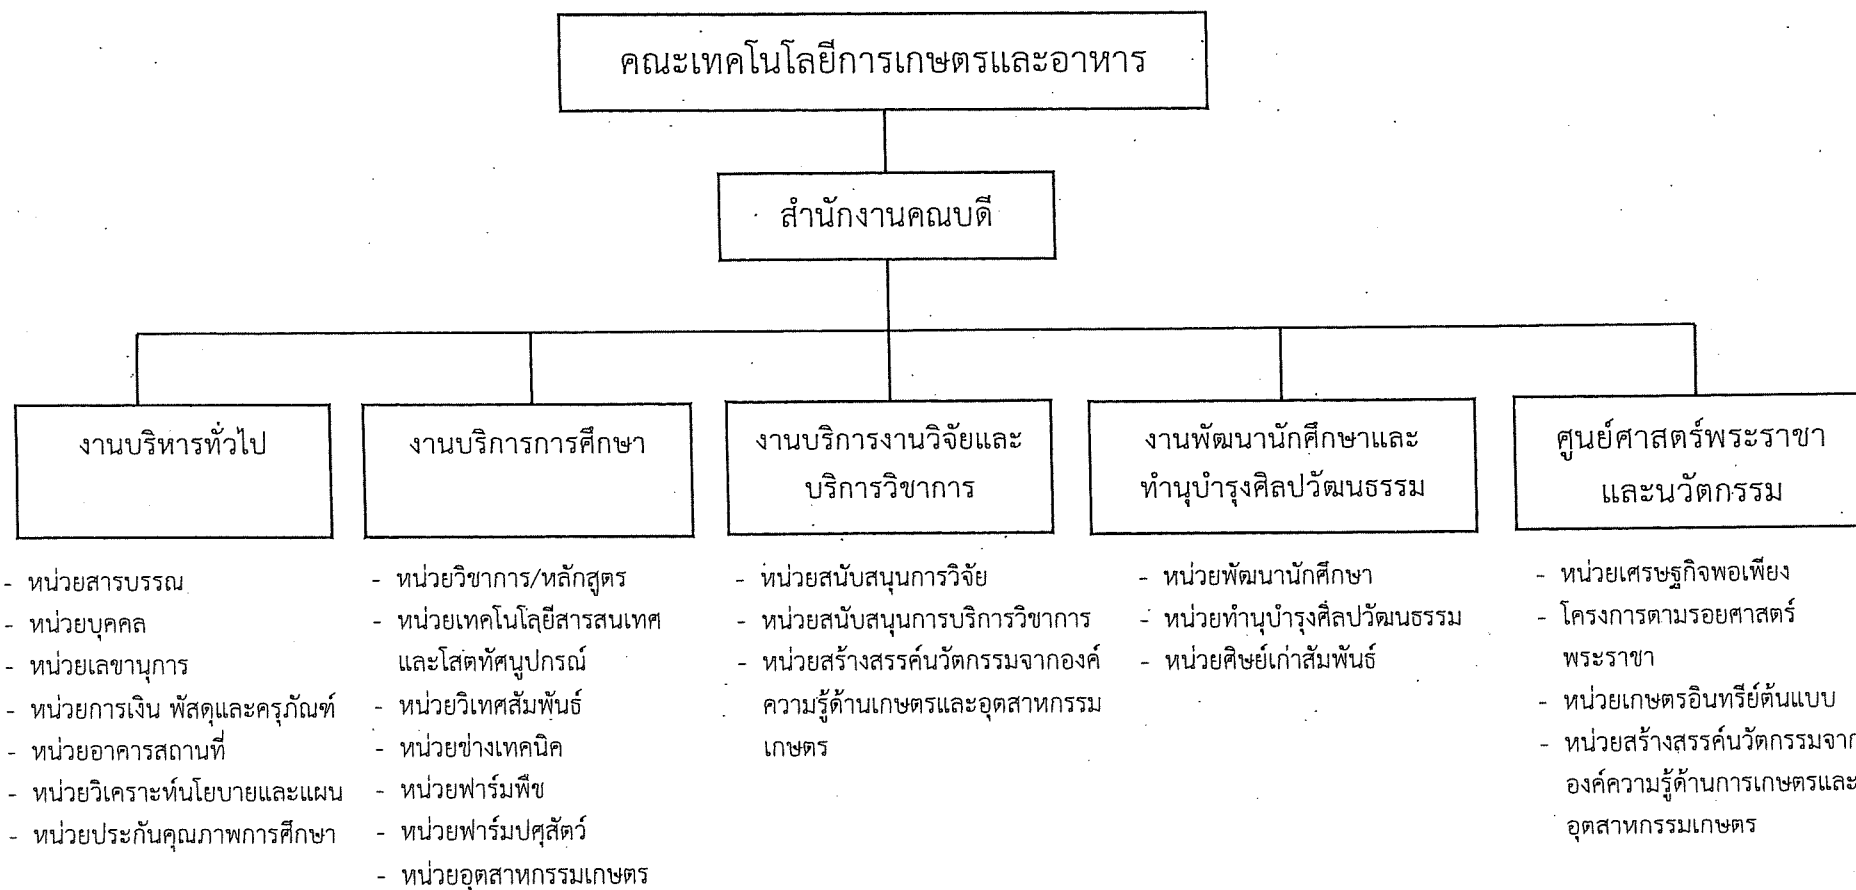 คณะเทคโนโลยีการเกษตรและอาหาร
สำนักงานคณบดี
งานบริหารทั่วไป
- หน่วยสารบรรณ
- หน่วยบุคคล
- หน่วยเลขานุการ
- หน่วยการเงิน พัสดุและครุภัณฑ์
- หน่วยอาคารสถานที่
- หน่วยวิเคราะห์นโยบายและแผน
- หน่วยประกันคุณภาพการศึกษา
งานบริการการศึกษา
- หน่วยวิชาการ/หลักสูตร
- หน่วยเทคโนโลยีสารสนเทศ
และโสตทัศนูปกรณ์
- หน่วยวิเทศสัมพันธ์
- หน่วยช่างเทคนิค
- หน่วยฟาร์มพืช
- หน่วยฟาร์มปศุสัตว์
- หน่วยอุตสาหกรรมเกษตร
งานบริการงานวิจัยและ
บริการวิชาการ
- หน่วยสนับสนุนการวิจัย
- หน่วยสนับสนุนการบริการวิชาการ
- หน่วยสร้างสรรค์นวัตกรรมจากองค์
ความรู้ด้านเกษตรและอุตสาหกรรม
เกษตร
งานพัฒนานักศึกษาและ
ทำนุบำรุงศิลปวัฒนธรรม
- หน่วยพัฒนานักศึกษา
- หน่วยทำนุบำรุงศิลปวัฒนธรรม
- หน่วยศิษย์เก่าสัมพันธ์
ศูนย์ศาสตร์พระราชา
และนวัตกรรม
- หน่วยเศรษฐกิจพอเพียง
- โครงการตามรอยศาสตร์
พระราชา
- หน่วยเกษตรอินทรีย์ต้นแบบ
- หน่วยสร้างสรรค์นวัตกรรมจาก
องค์ความรู้ด้านการเกษตรและ
อุตสาหกรรมเกษตร